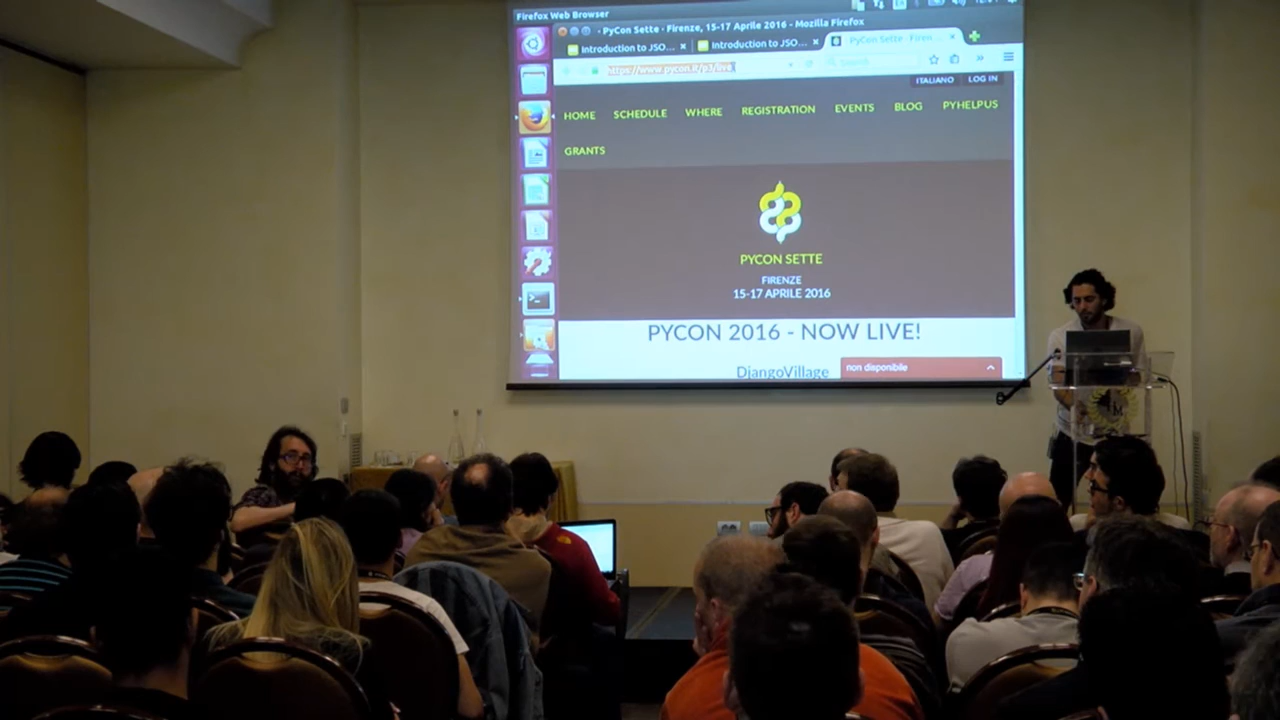 Firefox Web Browser
PyCon Sette - Firenze, 15-17 Aprile 2016 - Mozilla Firefox
Introduction to JSO... Introduction to JSO... PyCon Sette - Firen...
https://www.pycon.it/p3/live
Search
ITALIANO LOG IN
HOME SCHEDULE WHERE REGISTRATION EVENTS BLOG PYHELPUS
GRANTS
PYCON SETTE
FIRENZE
15-17 APRILE 2016
PYCON 2016 - NOW LIVE!
DjangoVillage
non disponibile